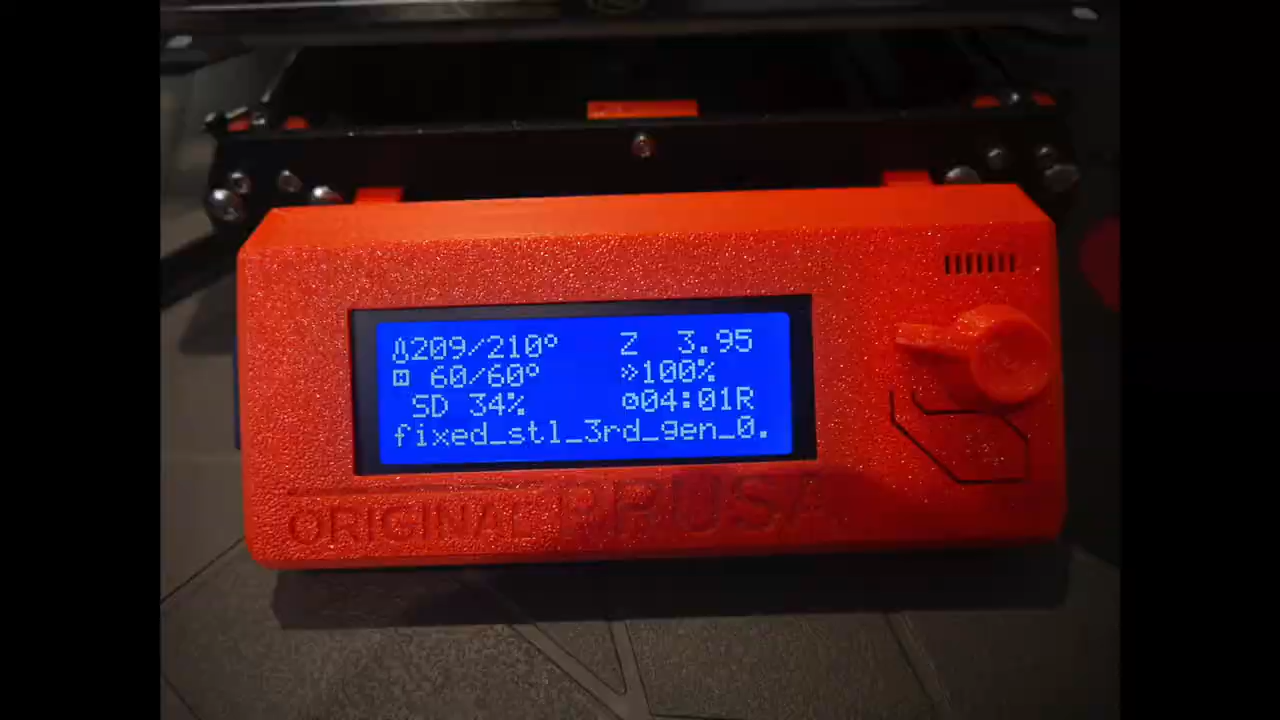 209/210° Z 3.95
60/60° 100%
SD 34% 04:01R
fixed_stl_3rd_gen_0.
ORIGINAL PRUSA